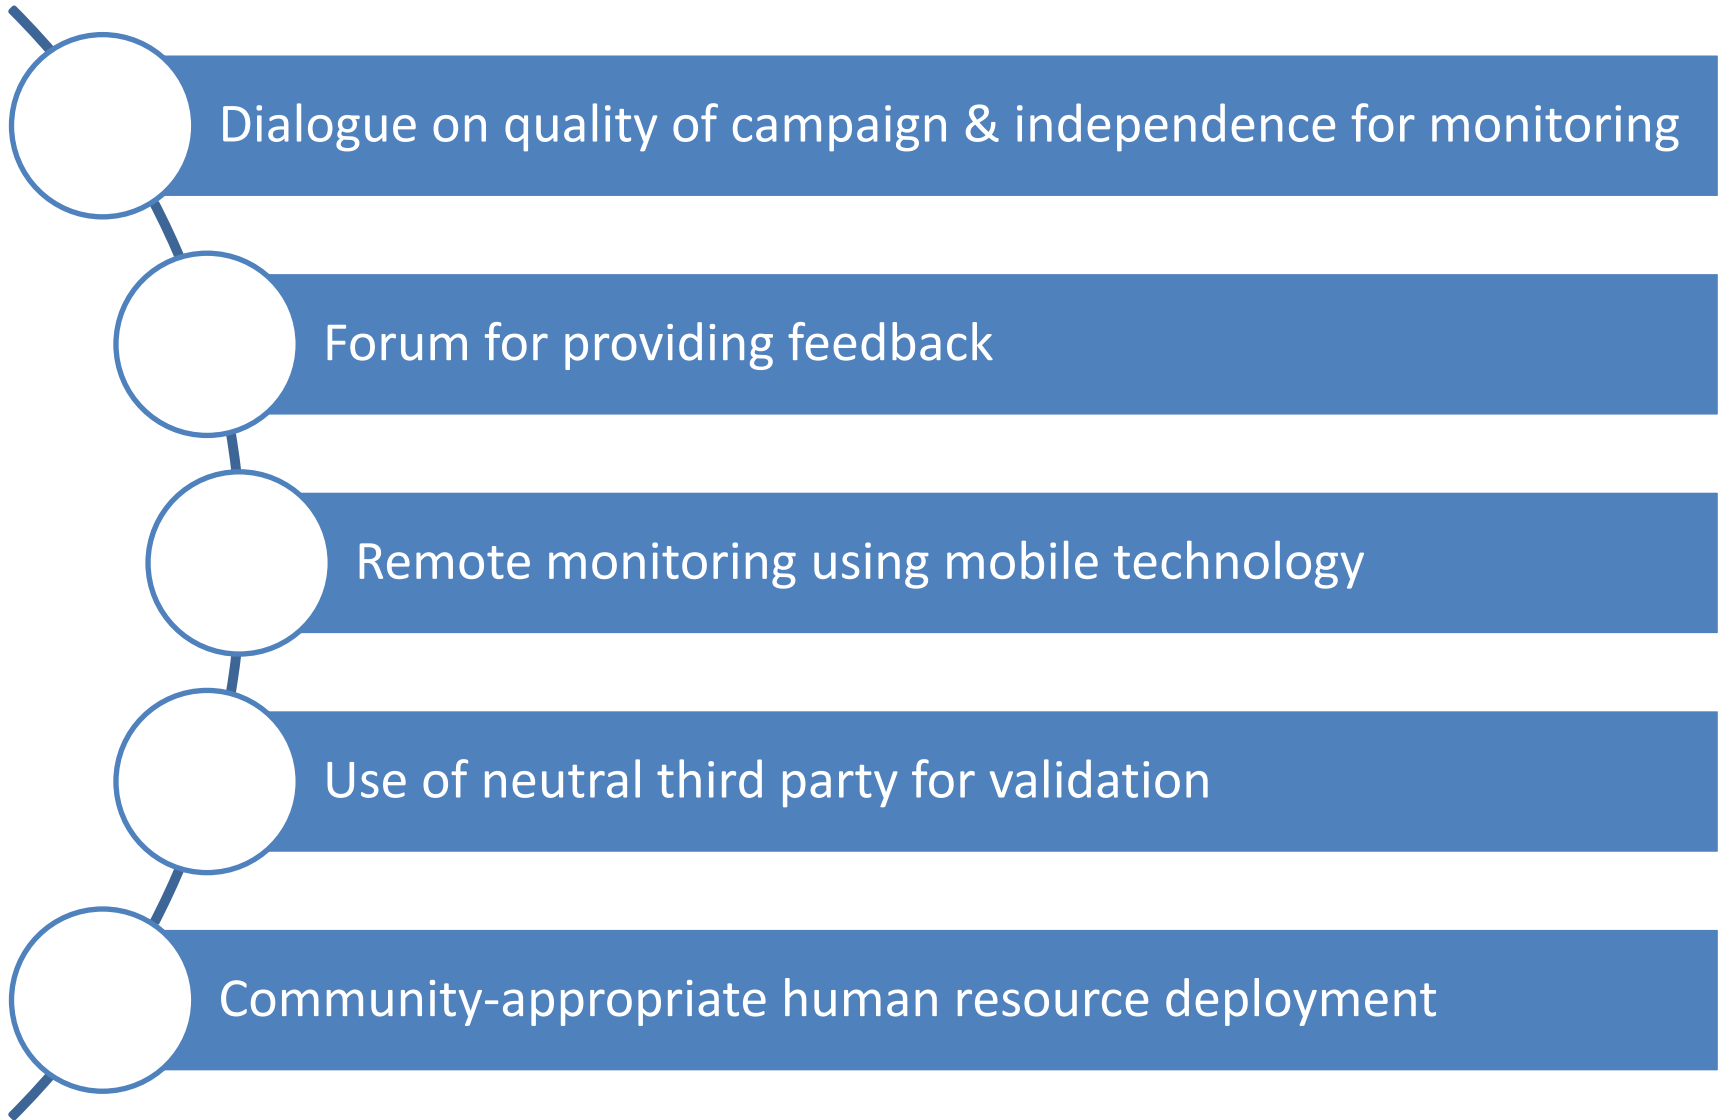 Dialogue on quality of campaign & independence for monitoring
Forum for providing feedback
Remote monitoring using mobile technology
Use of neutral third party for validation
Community-appropriate human resource deployment